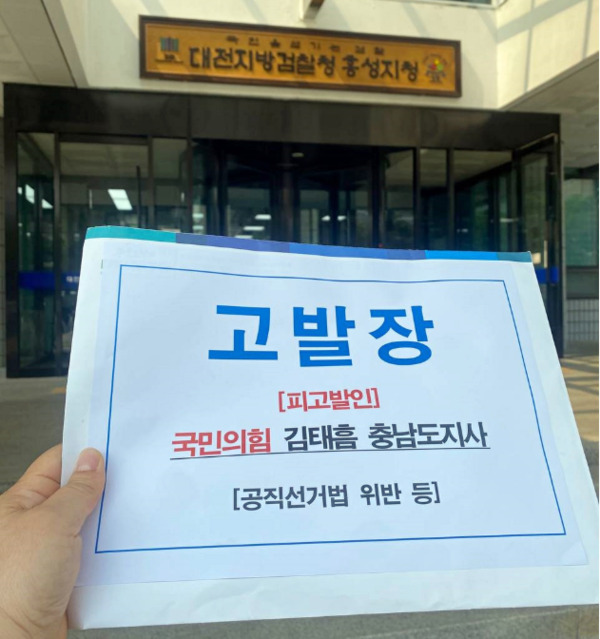 대전지방검찰청 홍성지청
고발장
[피고발인]
국민의힘 김태흠 충남도지사
[공직선거법 위반 등]